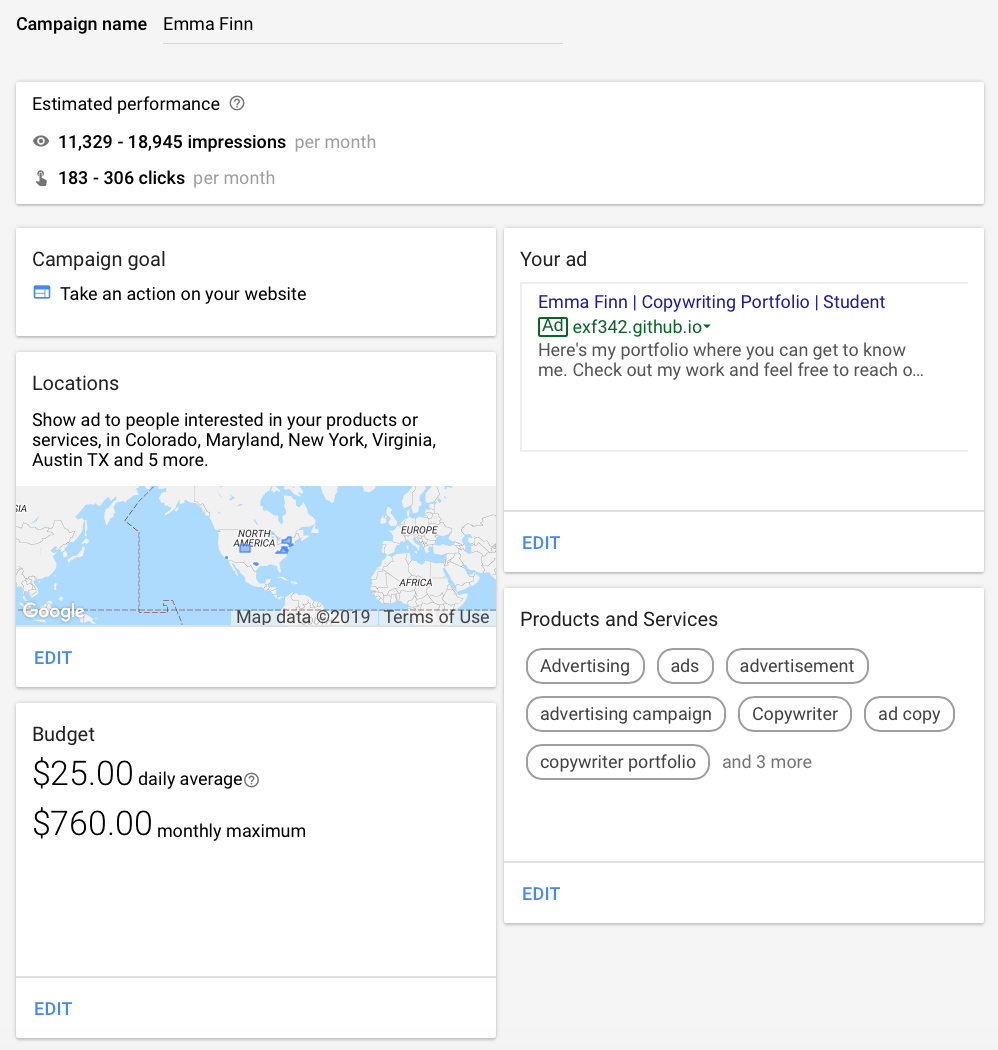 Campaign name Emma Finn
Estimated performance
11,329 - 18,945 impressions per month
183 - 306 clicks per month
Campaign goal
Take an action on your website
Locations
Show ad to people interested in your products or
services, in Colorado, Maryland, New York, Virginia,
Austin TX and 5 more.
SIA
NORTH
AMERICA
EUROPE
AFRICA
Google
Map data ©2019 Terms of Use
EDIT
Budget
$25.00 daily average
$760.00 monthly maximum
EDIT
Your ad
Emma Finn | Copywriting Portfolio | Student
Ad exf342.github.io
Here's my portfolio where you can get to know
me. Check out my work and feel free to reach o...
EDIT
Products and Services
Advertising ads advertisement
advertising campaign Copywriter ad copy
copywriter portfolio and 3 more
EDIT